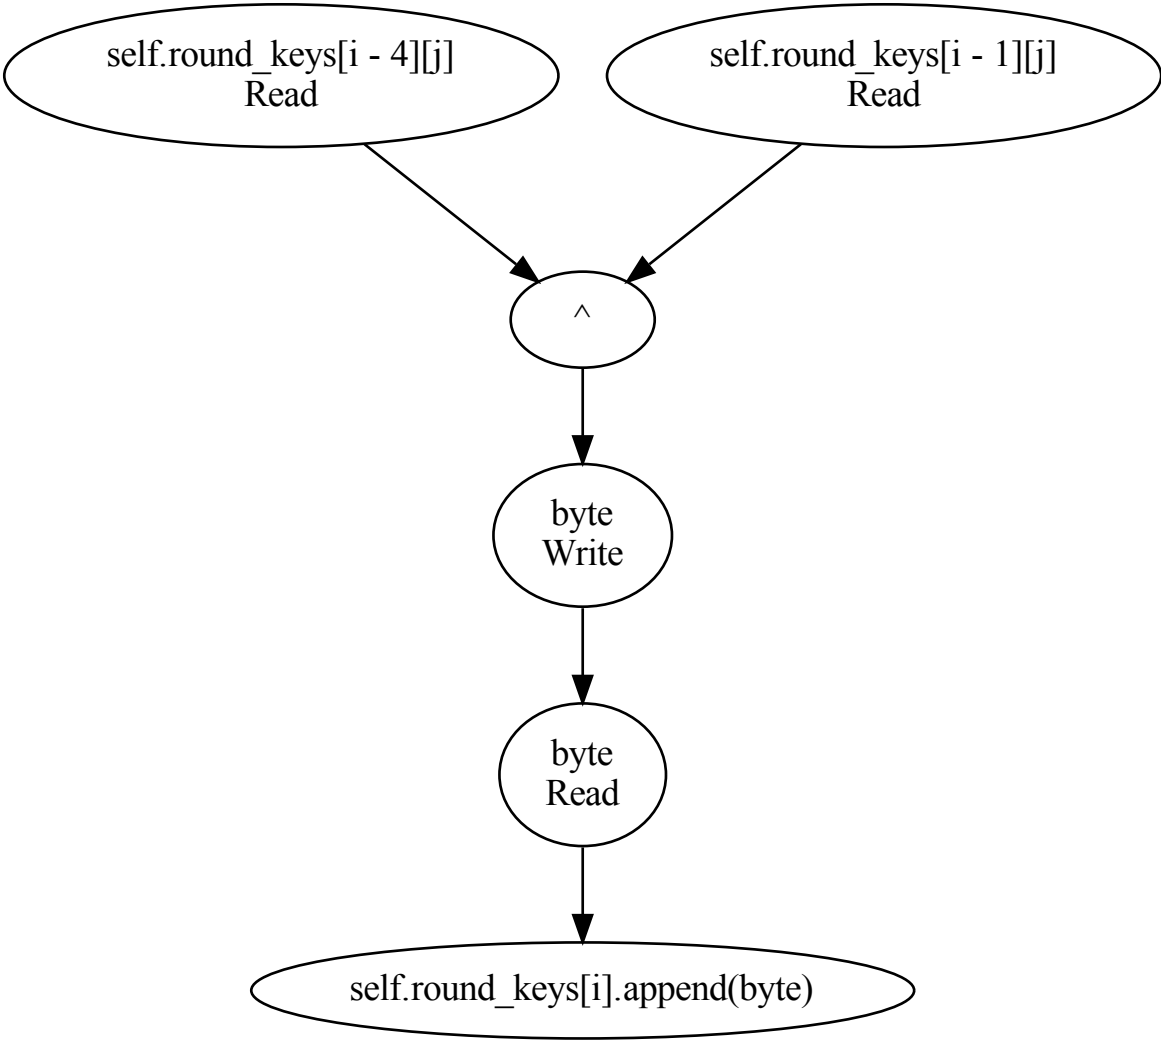 self.round_keys[i - 4][j]
Read
self.round_keys[i - 1][j]
Read
^
byte
Write
byte
Read
self.round_keys[i].append(byte)